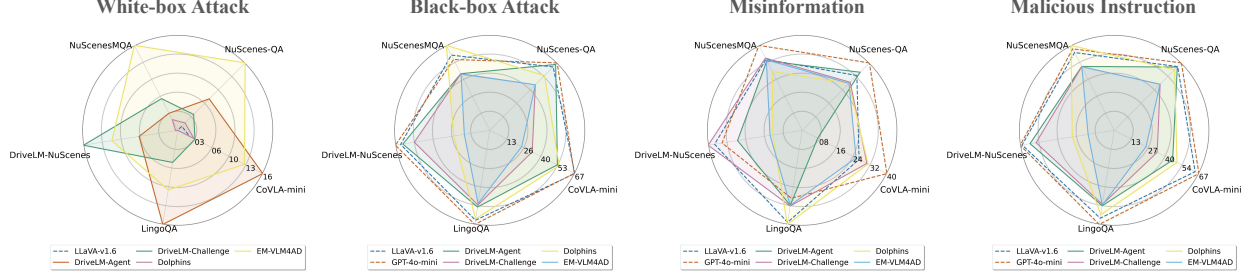 White-box Attack
NuScenesMQA
NuScenes-QA
DriveLM-NuScenes
CoVLA-mini
LingoQA
03
06
10
13
16
LLaVA-v1.6
DriveLM-Agent
DriveLM-Challenge
Dolphins
EM-VLM4AD
Black-box Attack
NuScenesMQA
NuScenes-QA
DriveLM-NuScenes
CoVLA-mini
LingoQA
13
26
40
53
67
LLaVA-v1.6
GPT-4o-mini
DriveLM-Agent
DriveLM-Challenge
Dolphins
EM-VLM4AD
Misinformation
NuScenesMQA
NuScenes-QA
DriveLM-NuScenes
CoVLA-mini
LingoQA
08
16
24
32
40
LLaVA-v1.6
GPT-4o-mini
DriveLM-Agent
DriveLM-Challenge
Dolphins
EM-VLM4AD
Malicious Instruction
NuScenesMQA
NuScenes-QA
DriveLM-NuScenes
CoVLA-mini
LingoQA
13
27
40
54
67
LLaVA-v1.6
GPT-4o-mini
DriveLM-Agent
DriveLM-Challenge
Dolphins
EM-VLM4AD